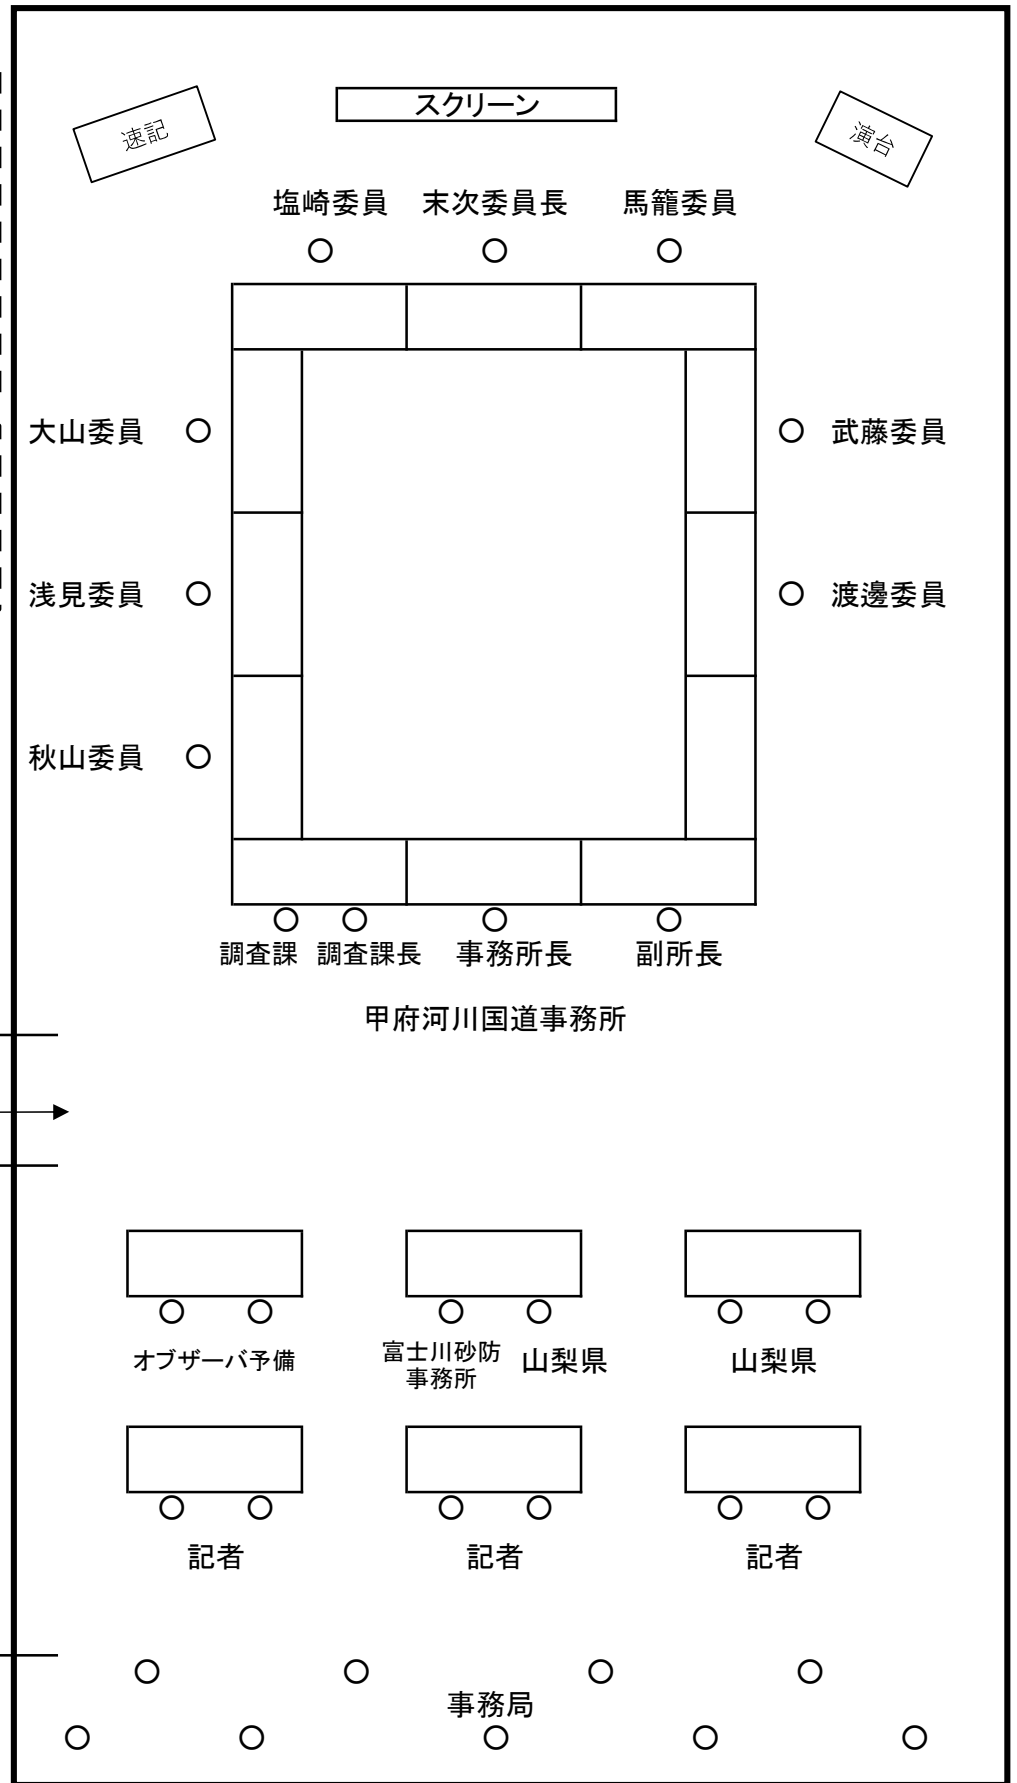 スクリーン
速記
演台
塩崎委員
末次委員長
馬籠委員
大山委員
武藤委員
浅見委員
渡邊委員
秋山委員
調査課
調査課長
事務所長
副所長
甲府河川国道事務所
オブザーバ予備
富士川砂防
事務所
山梨県
山梨県
記者
記者
記者
事務局